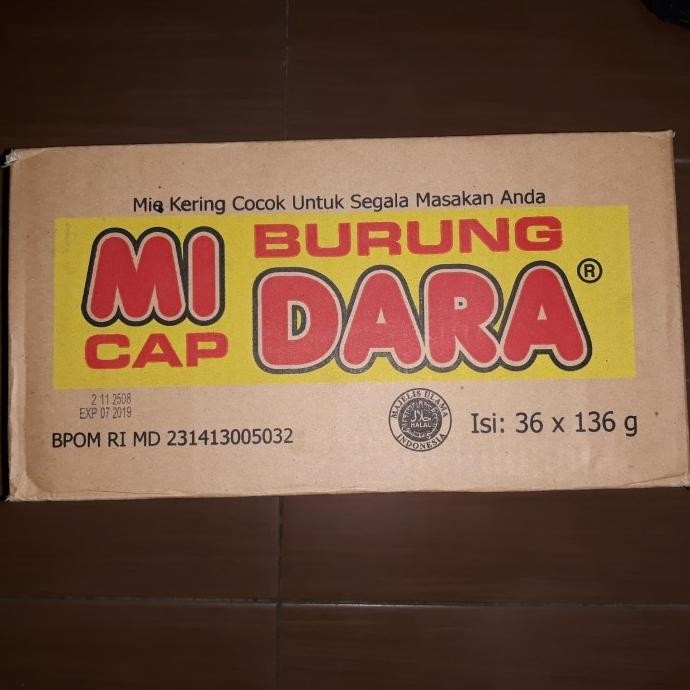 Mie Kering Cocok Untuk Segala Masakan Anda
MI
CAP
BURUNG
DARA®
2 11 2508
EXP 07 2019
BPOM RI MD 231413005032
MAJELIS ULAMA
HALAL
INDONESIA
Isi: 36 x 136 g